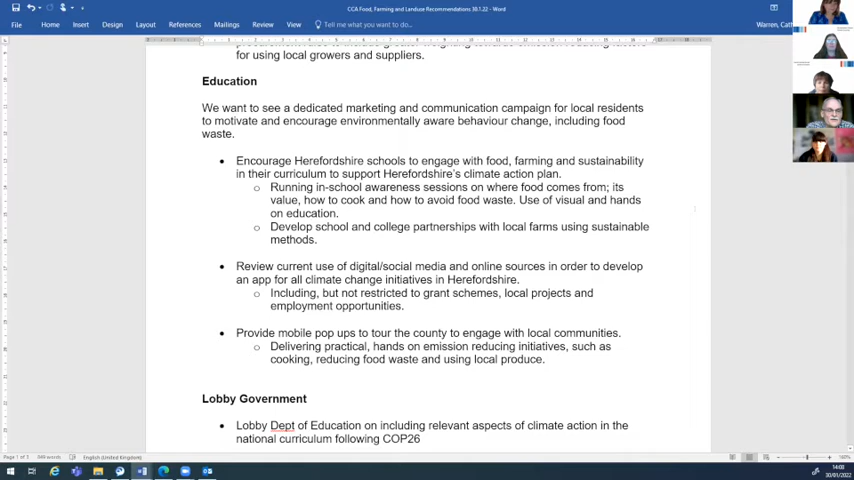 CCA Food, Farming and Landuse Recommendations 30.1.22 - Word
File Home Insert Design Layout References Mailings Review View Tell me what you want to do...
for using local growers and suppliers.
Education
We want to see a dedicated marketing and communication campaign for local residents
to motivate and encourage environmentally aware behaviour change, including food
waste.
• Encourage Herefordshire schools to engage with food, farming and sustainability
in their curriculum to support Herefordshire's climate action plan.
o Running in-school awareness sessions on where food comes from; its
value, how to cook and how to avoid food waste. Use of visual and hands
on education.
o Develop school and college partnerships with local farms using sustainable
methods.
• Review current use of digital/social media and online sources in order to develop
an app for all climate change initiatives in Herefordshire.
o Including, but not restricted to grant schemes, local projects and
employment opportunities.
• Provide mobile pop ups to tour the county to engage with local communities.
o Delivering practical, hands on emission reducing initiatives, such as
cooking, reducing food waste and using local produce.
Lobby Government
• Lobby Dept of Education on including relevant aspects of climate action in the
national curriculum following COP26
English (United Kingdom)
14:08
30/01/2022